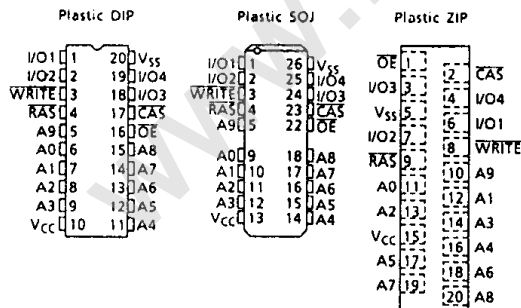 Plastic DIP
I/O1 1 20 VSS
I/O2 2 19 I/O4
WRITE 3 18 I/O3
RAS 4 17 CAS
A9 5 16 OE
A0 6 15 A8
A1 7 14 A7
A2 8 13 A6
A3 9 12 A5
VCC 10 11 A4
Plastic SOJ
I/O1 1 26 VSS
I/O2 2 25 I/O4
WRITE 3 24 I/O3
RAS 4 23 CAS
A9 5 22 OE
A0 9 18 A8
A1 10 17 A7
A2 11 16 A6
A3 12 15 A5
VCC 13 14 A4
Plastic ZIP
OE 1
2 CAS
I/O3 3
4 I/O4
VSS 5
6 I/O1
I/O2 7
8 WRITE
RAS 9
10 A9
A0 11
12 A1
A2 13
14 A3
VCC 15
16 A4
A5 17
18 A6
A7 19
20 A8